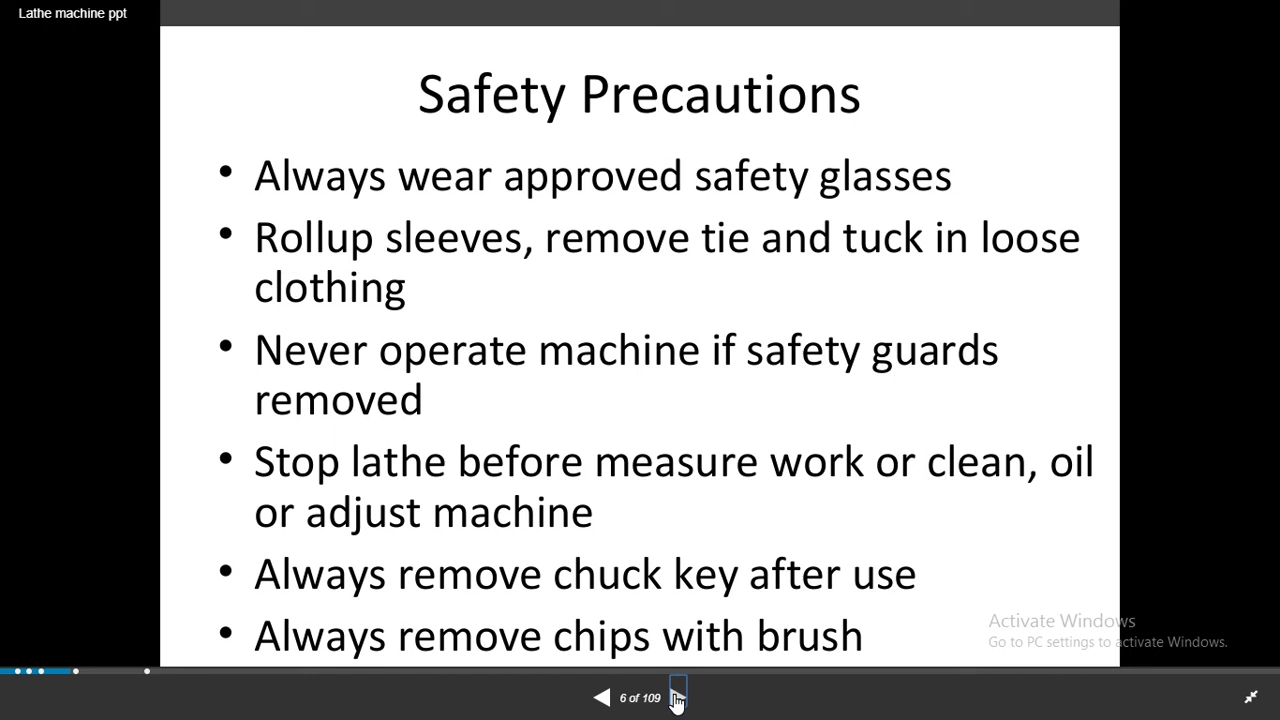 Lathe machine ppt
Safety Precautions
• Always wear approved safety glasses
• Rollup sleeves, remove tie and tuck in loose
clothing
• Never operate machine if safety guards
removed
• Stop lathe before measure work or clean, oil
or adjust machine
• Always remove chuck key after use
• Always remove chips with brush
Activate Windows
Go to PC settings to activate Windows.
6 of 109